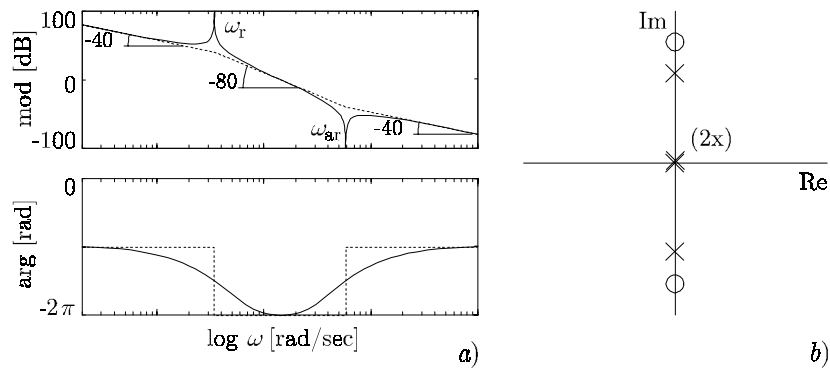 100
ω_r
-40
mod [dB]
0
-80
-40
ω_ar
-100
0
arg [rad]
-2π
log ω [rad/sec]
a)
Im
(2x)
Re
b)